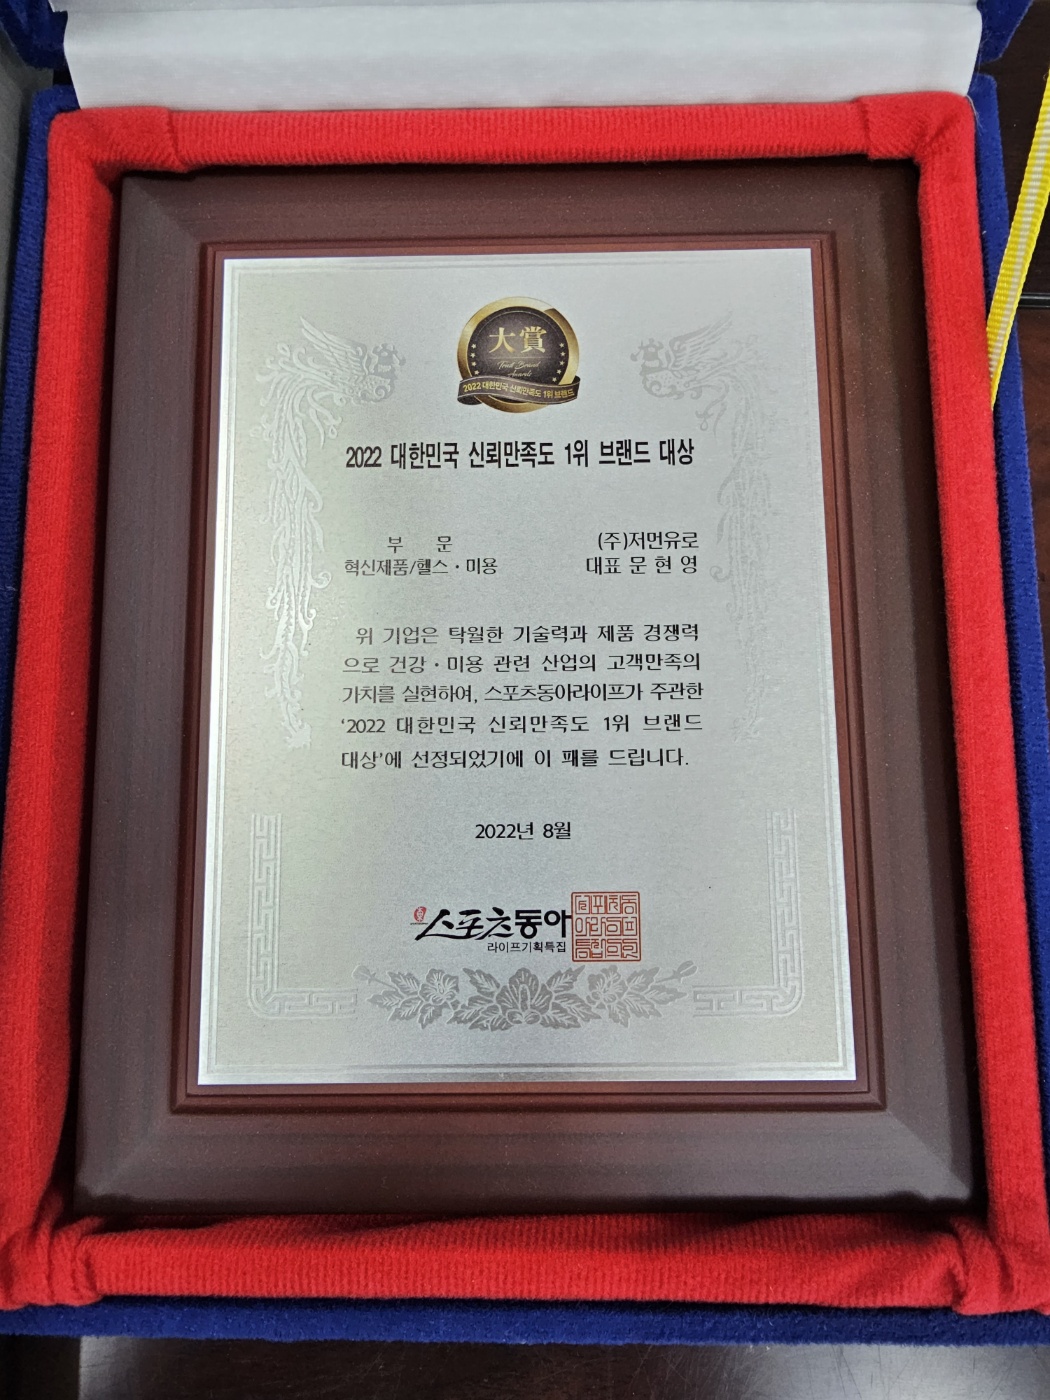 大賞
Trust Brand
Awards
2022 대한민국 신뢰만족도 1위 브랜드
2022 대한민국 신뢰만족도 1위 브랜드 대상
부 문
혁신제품/헬스·미용
(주)저먼유로
대표 문현영
위 기업은 탁월한 기술력과 제품 경쟁력
으로 건강·미용 관련 산업의 고객만족의
가치를 실현하여, 스포츠동아라이프가 주관한
‘2022 대한민국 신뢰만족도 1위 브랜드
대상’에 선정되었기에 이 패를 드립니다.
2022년 8월
스포츠동아
라이프기획특집